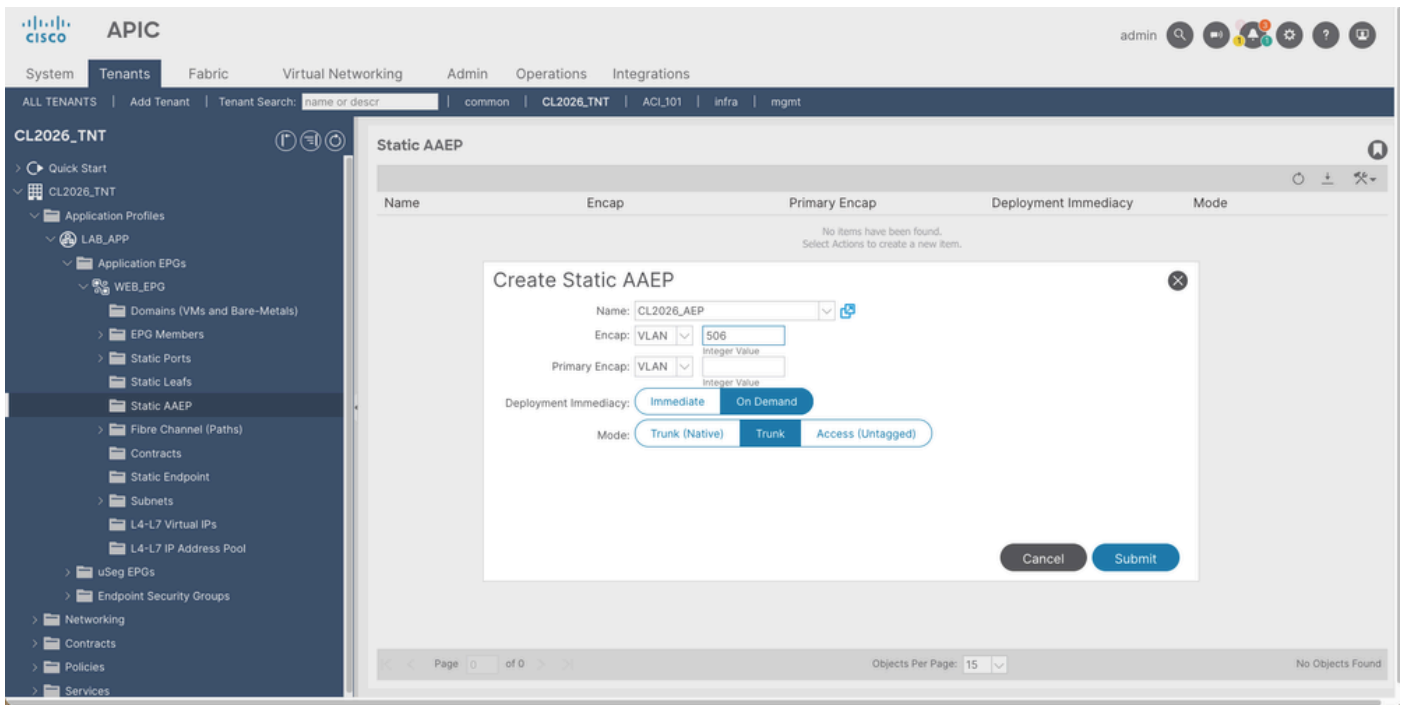 CISCO
APIC
admin
3
1
1
System Tenants Fabric Virtual Networking Admin Operations Integrations
ALL TENANTS | Add Tenant | Tenant Search: name or descr | common | CL2026_TNT | ACI_101 | infra | mgmt
CL2026_TNT
Quick Start
CL2026_TNT
Application Profiles
LAB_APP
Application EPGs
WEB_EPG
Domains (VMs and Bare-Metals)
EPG Members
Static Ports
Static Leafs
Static AAEP
Fibre Channel (Paths)
Contracts
Static Endpoint
Subnets
L4-L7 Virtual IPs
L4-L7 IP Address Pool
uSeg EPGs
Endpoint Security Groups
Networking
Contracts
Policies
Services
Static AAEP
Name Encap Primary Encap Deployment Immediacy Mode
No items have been found.
Select Actions to create a new item.
Create Static AAEP
Name: CL2026_AEP
Encap: VLAN 506
Integer Value
Primary Encap: VLAN
Integer Value
Deployment Immediacy: Immediate On Demand
Mode: Trunk (Native) Trunk Access (Untagged)
Cancel Submit
Page 0 of 0 Objects Per Page: 15 No Objects Found